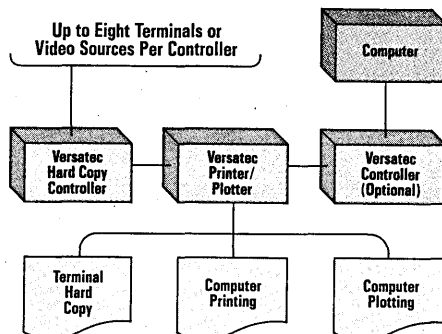 Up to Eight Terminals or
Video Sources Per Controller
Computer
Versatec
Hard Copy
Controller
Versatec
Printer/
Plotter
Versatec
Controller
(Optional)
Terminal
Hard
Copy
Computer
Printing
Computer
Plotting